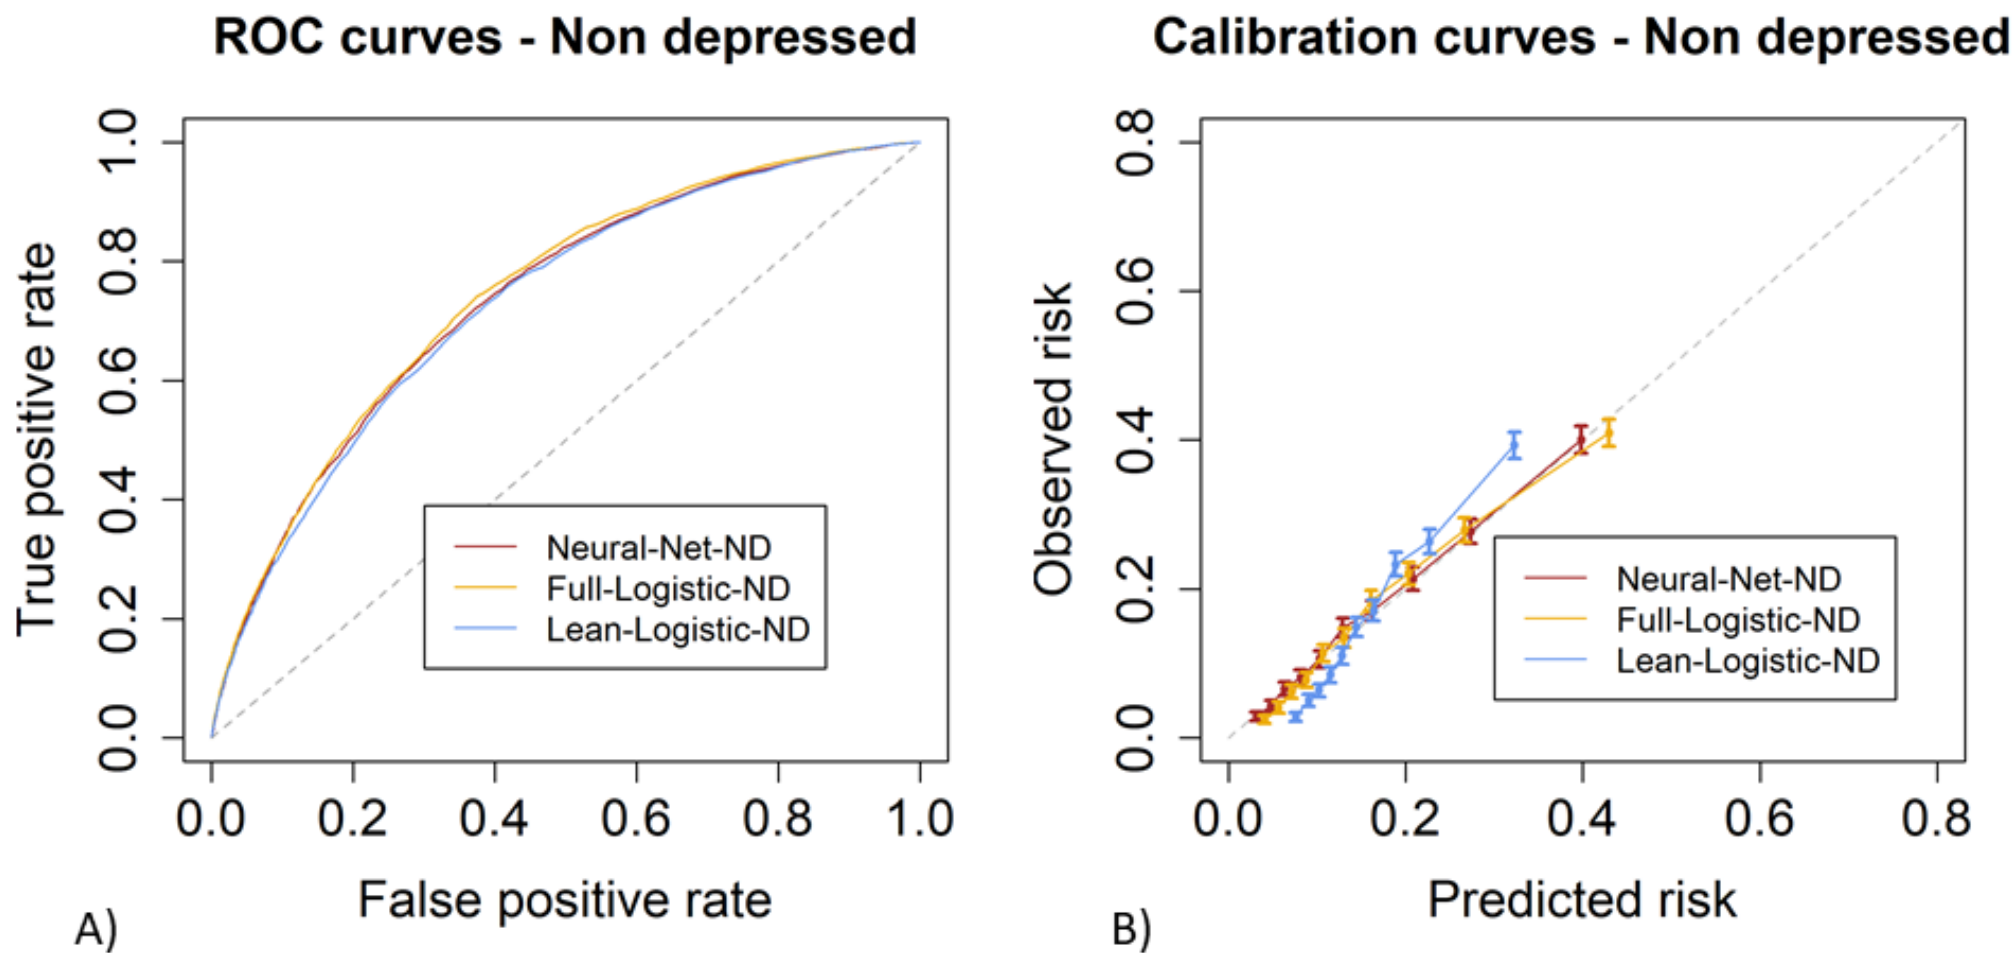 ROC curves - Non depressed
True positive rate
1.0
0.8
0.6
0.4
0.2
0.0
Neural-Net-ND
Full-Logistic-ND
Lean-Logistic-ND
0.0 0.2 0.4 0.6 0.8 1.0
False positive rate
A)
Calibration curves - Non depressed
Observed risk
0.8
0.6
0.4
0.2
0.0
Neural-Net-ND
Full-Logistic-ND
Lean-Logistic-ND
0.0 0.2 0.4 0.6 0.8
Predicted risk
B)